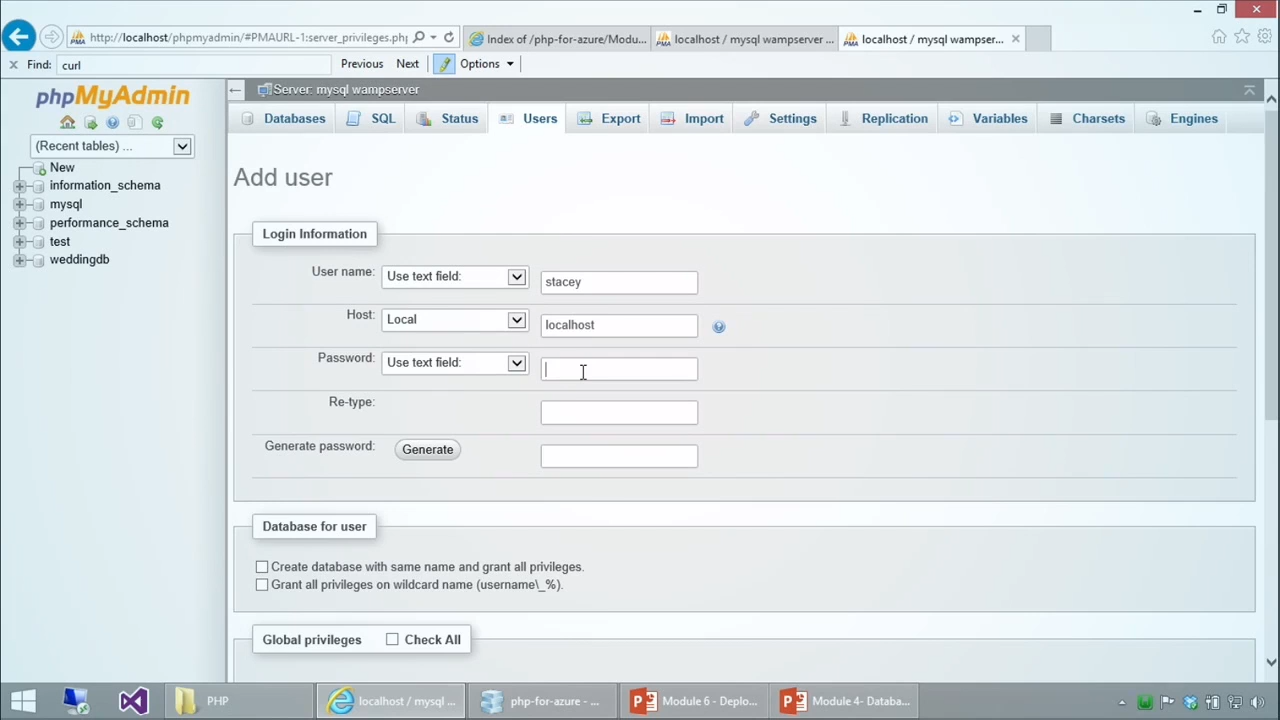 http://localhost/phpmyadmin/#PMAURL-1:server_privileges.php
Index of /php-for-azure/Modu...
localhost / mysql wampserver ...
localhost / mysql wampser...
Find: curl Previous Next Options
phpMyAdmin
(Recent tables) ...
New
information_schema
mysql
performance_schema
test
weddingdb
Server: mysql wampserver
Databases SQL Status Users Export Import Settings Replication Variables Charsets Engines
Add user
Login Information
User name: Use text field: stacey
Host: Local localhost
Password: Use text field:
Re-type:
Generate password: Generate
Database for user
Create database with same name and grant all privileges.
Grant all privileges on wildcard name (username\_%).
Global privileges Check All
PHP
localhost / mysql ...
php-for-azure - ...
Module 6 - Deplo...
Module 4- Databa...